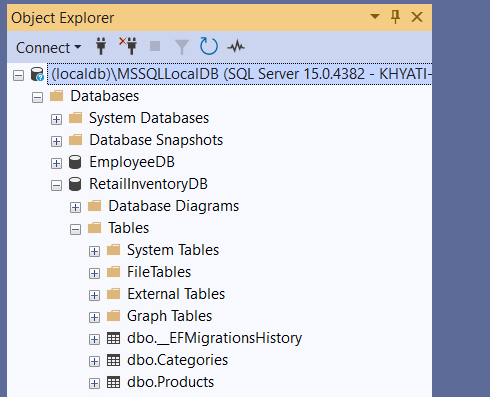 Object Explorer
Connect
(localdb)\MSSQLLocalDB (SQL Server 15.0.4382 - KHYATI-
Databases
System Databases
Database Snapshots
EmployeeDB
RetailInventoryDB
Database Diagrams
Tables
System Tables
FileTables
External Tables
Graph Tables
dbo.__EFMigrationsHistory
dbo.Categories
dbo.Products